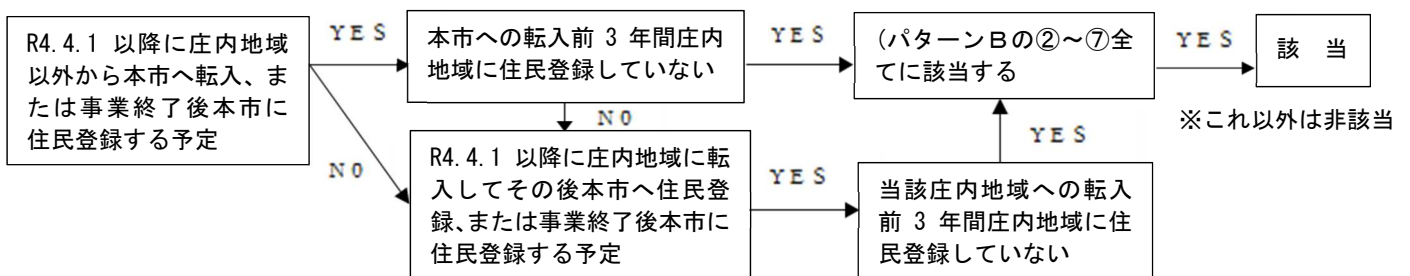 R4.4.1 以降に庄内地域
以外から本市へ転入、ま
たは事業終了後本市に
住民登録する予定
YES
本市への転入前 3 年間庄内
地域に住民登録していない
YES
(パターンBの②～⑦全
てに該当する
YES
該 当
※これ以外は非該当
NO
NO
R4.4.1 以降に庄内地域に転
入してその後本市へ住民登
録、または事業終了後本市に
住民登録する予定
YES
当該庄内地域への転入
前 3 年間庄内地域に住
民登録していない
YES